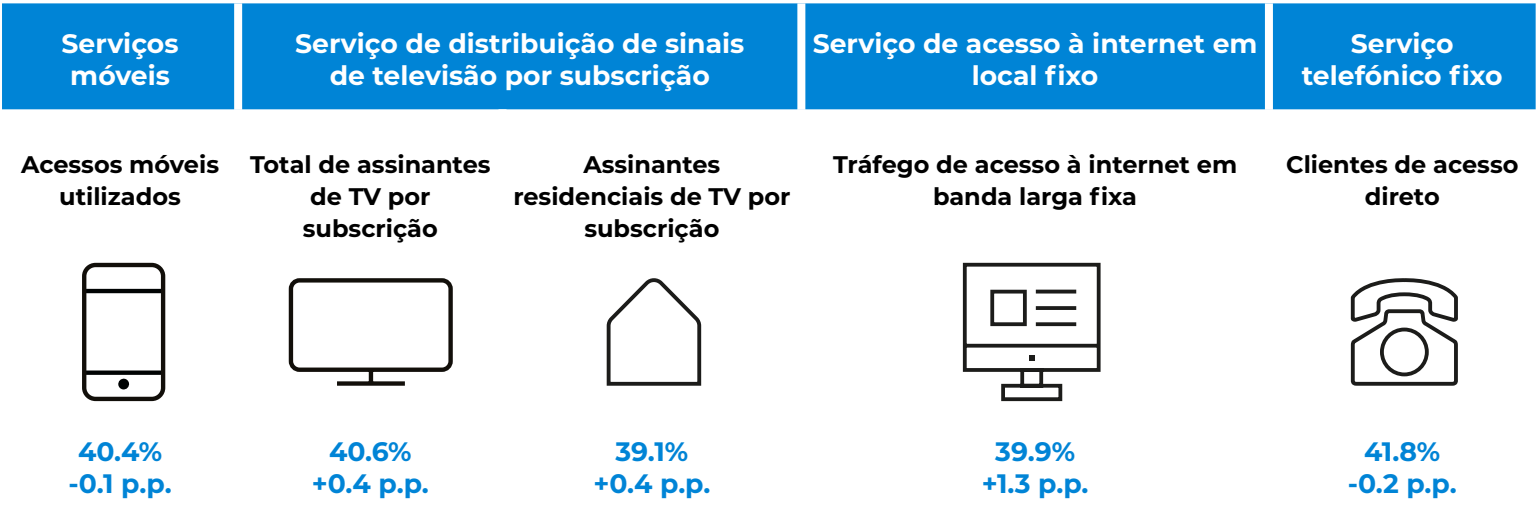 Serviços
móveis
Serviço de distribuição de sinais
de televisão por subscrição
Serviço de acesso à internet em
local fixo
Serviço
telefónico fixo
Acessos móveis
utilizados
Total de assinantes
de TV por
subscrição
Assinantes
residenciais de TV por
subscrição
Tráfego de acesso à internet em
banda larga fixa
Clientes de acesso
direto
40.4%
-0.1 p.p.
40.6%
+0.4 p.p.
39.1%
+0.4 p.p.
39.9%
+1.3 p.p.
41.8%
-0.2 p.p.